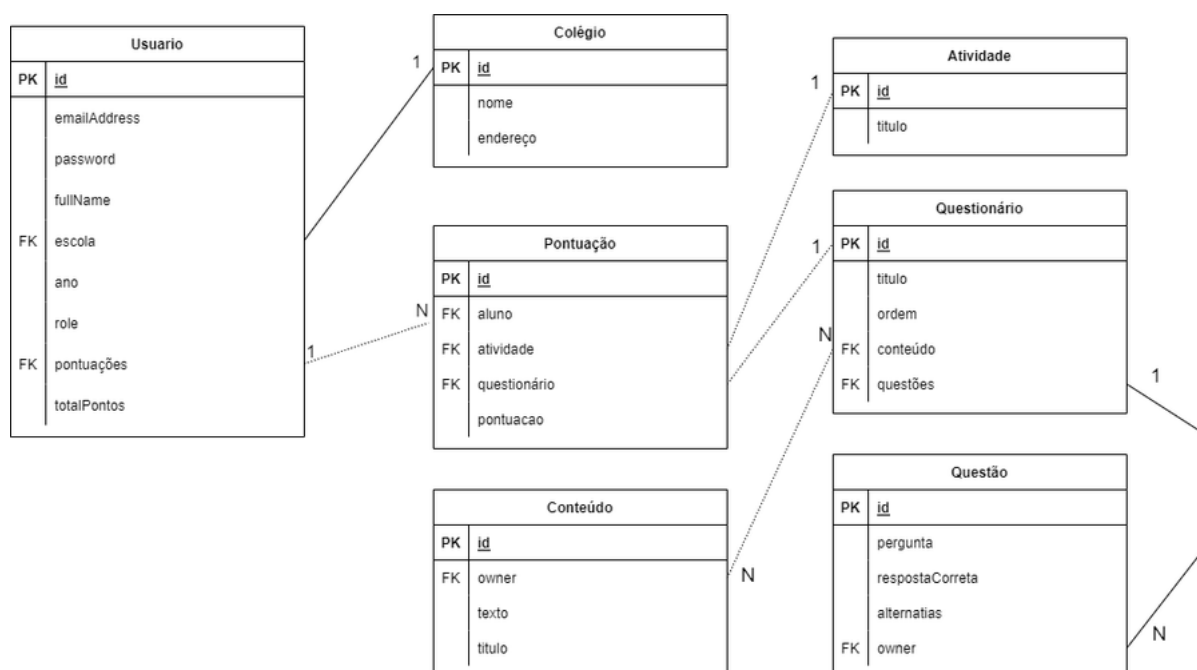 Usuario
PK id
emailAddress
password
fullName
FK escola
ano
role
FK pontuações
totalPontos
1
Colégio
PK id
nome
endereço
1
N
Pontuação
PK id
FK aluno
FK atividade
FK questionário
pontuacao
Conteúdo
PK id
FK owner
texto
titulo
N
1
Atividade
PK id
titulo
1
N
Questionário
PK id
titulo
ordem
FK conteúdo
FK questões
1
Questão
PK id
pergunta
respostaCorreta
alternatias
FK owner
N